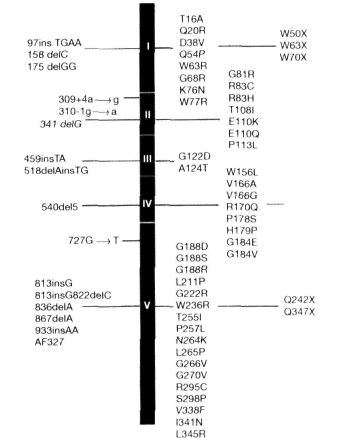 T16A
Q20R
D38V
Q54P
W63R
G68R
K76N
W77R
W50X
W63X
W70X
97ins TGAA
158 delC
175 delGG
I
309+4a → g
310-1g → a
341 delG
II
G81R
R83C
R83H
T108I
E110K
E110Q
P113L
459insTA
518delAinsTG
III
G122D
A124T
540del5
IV
W156L
V166A
V166G
R170Q
P178S
H179P
G184E
G184V
727G → T
G188D
G188S
G188R
L211P
G222R
W236R
T255I
P257L
N264K
L265P
G266V
G270V
R295C
S298P
V338F
I341N
L345R
813insG
813insG822delC
836delA
867delA
933insAA
AF327
V
Q242X
Q347X